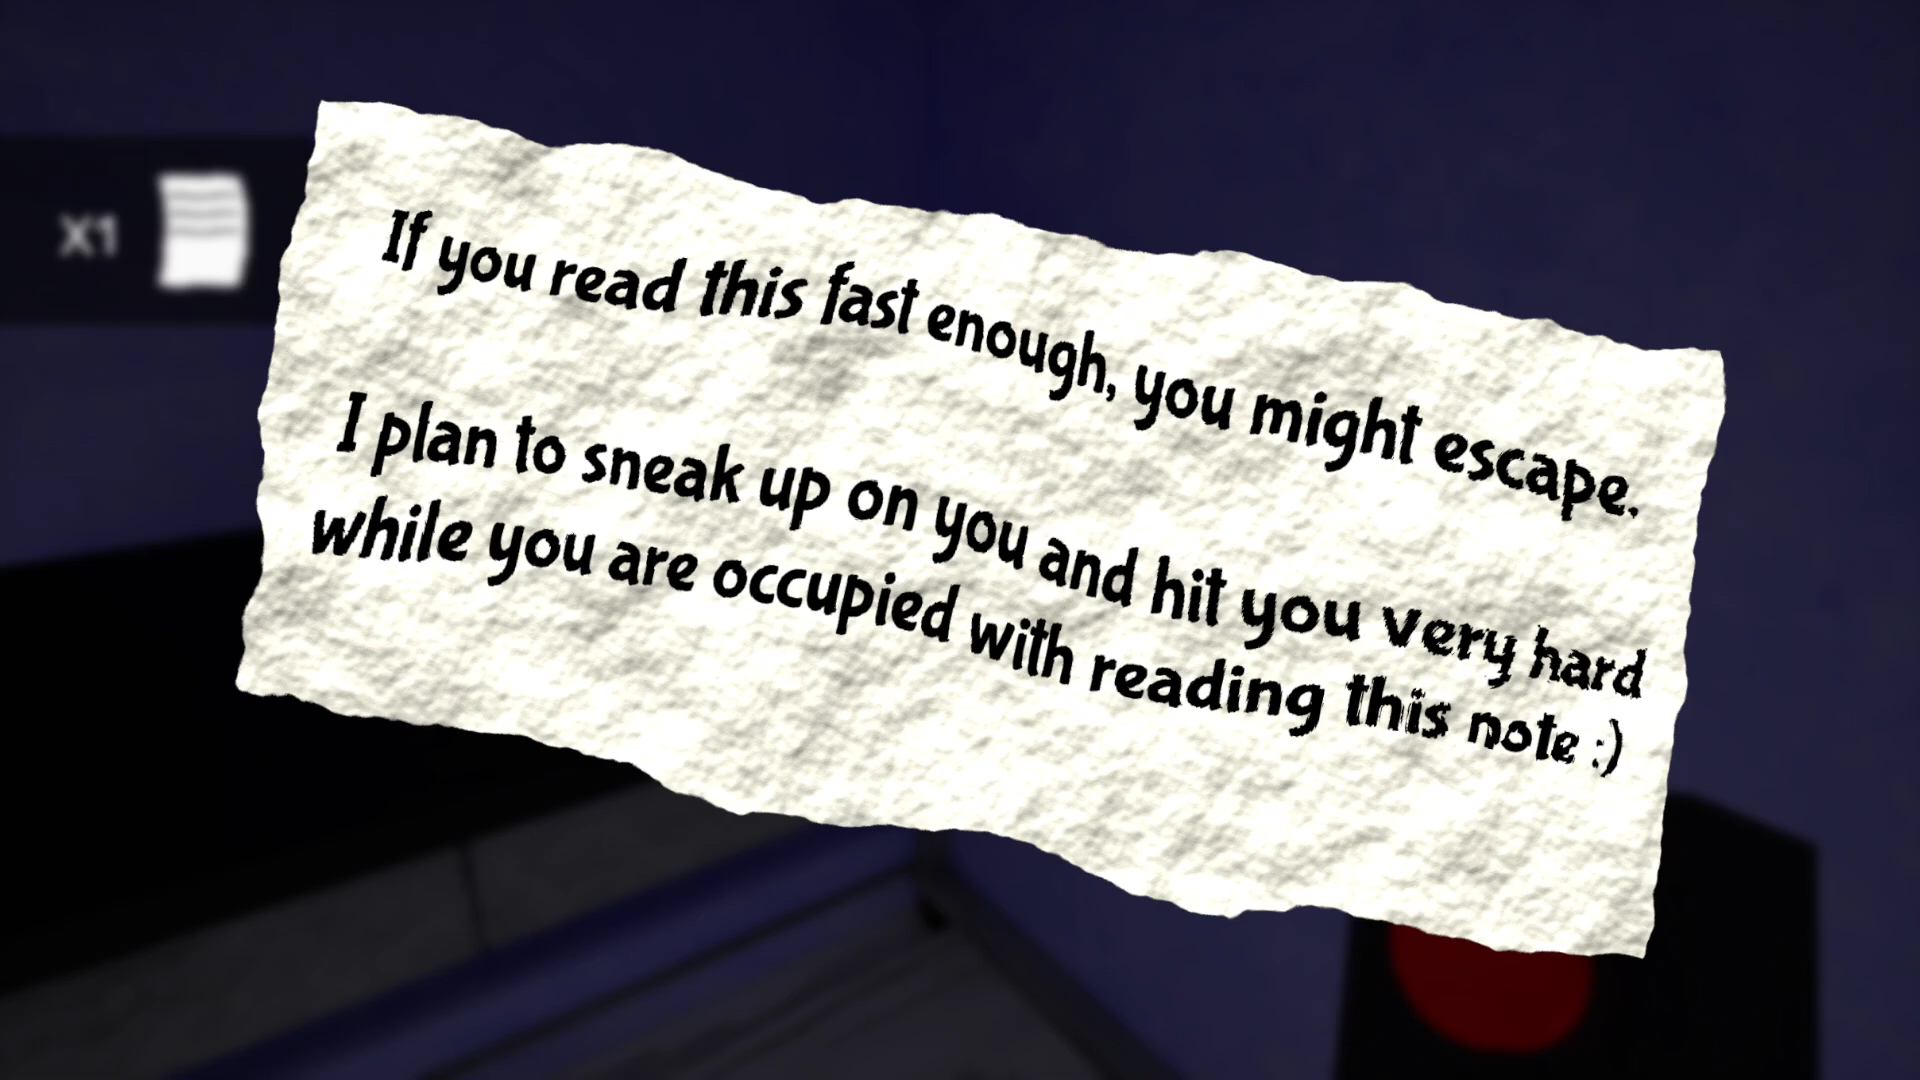 X1
If you read this fast enough, you might escape.
I plan to sneak up on you and hit you very hard
while you are occupied with reading this note :)